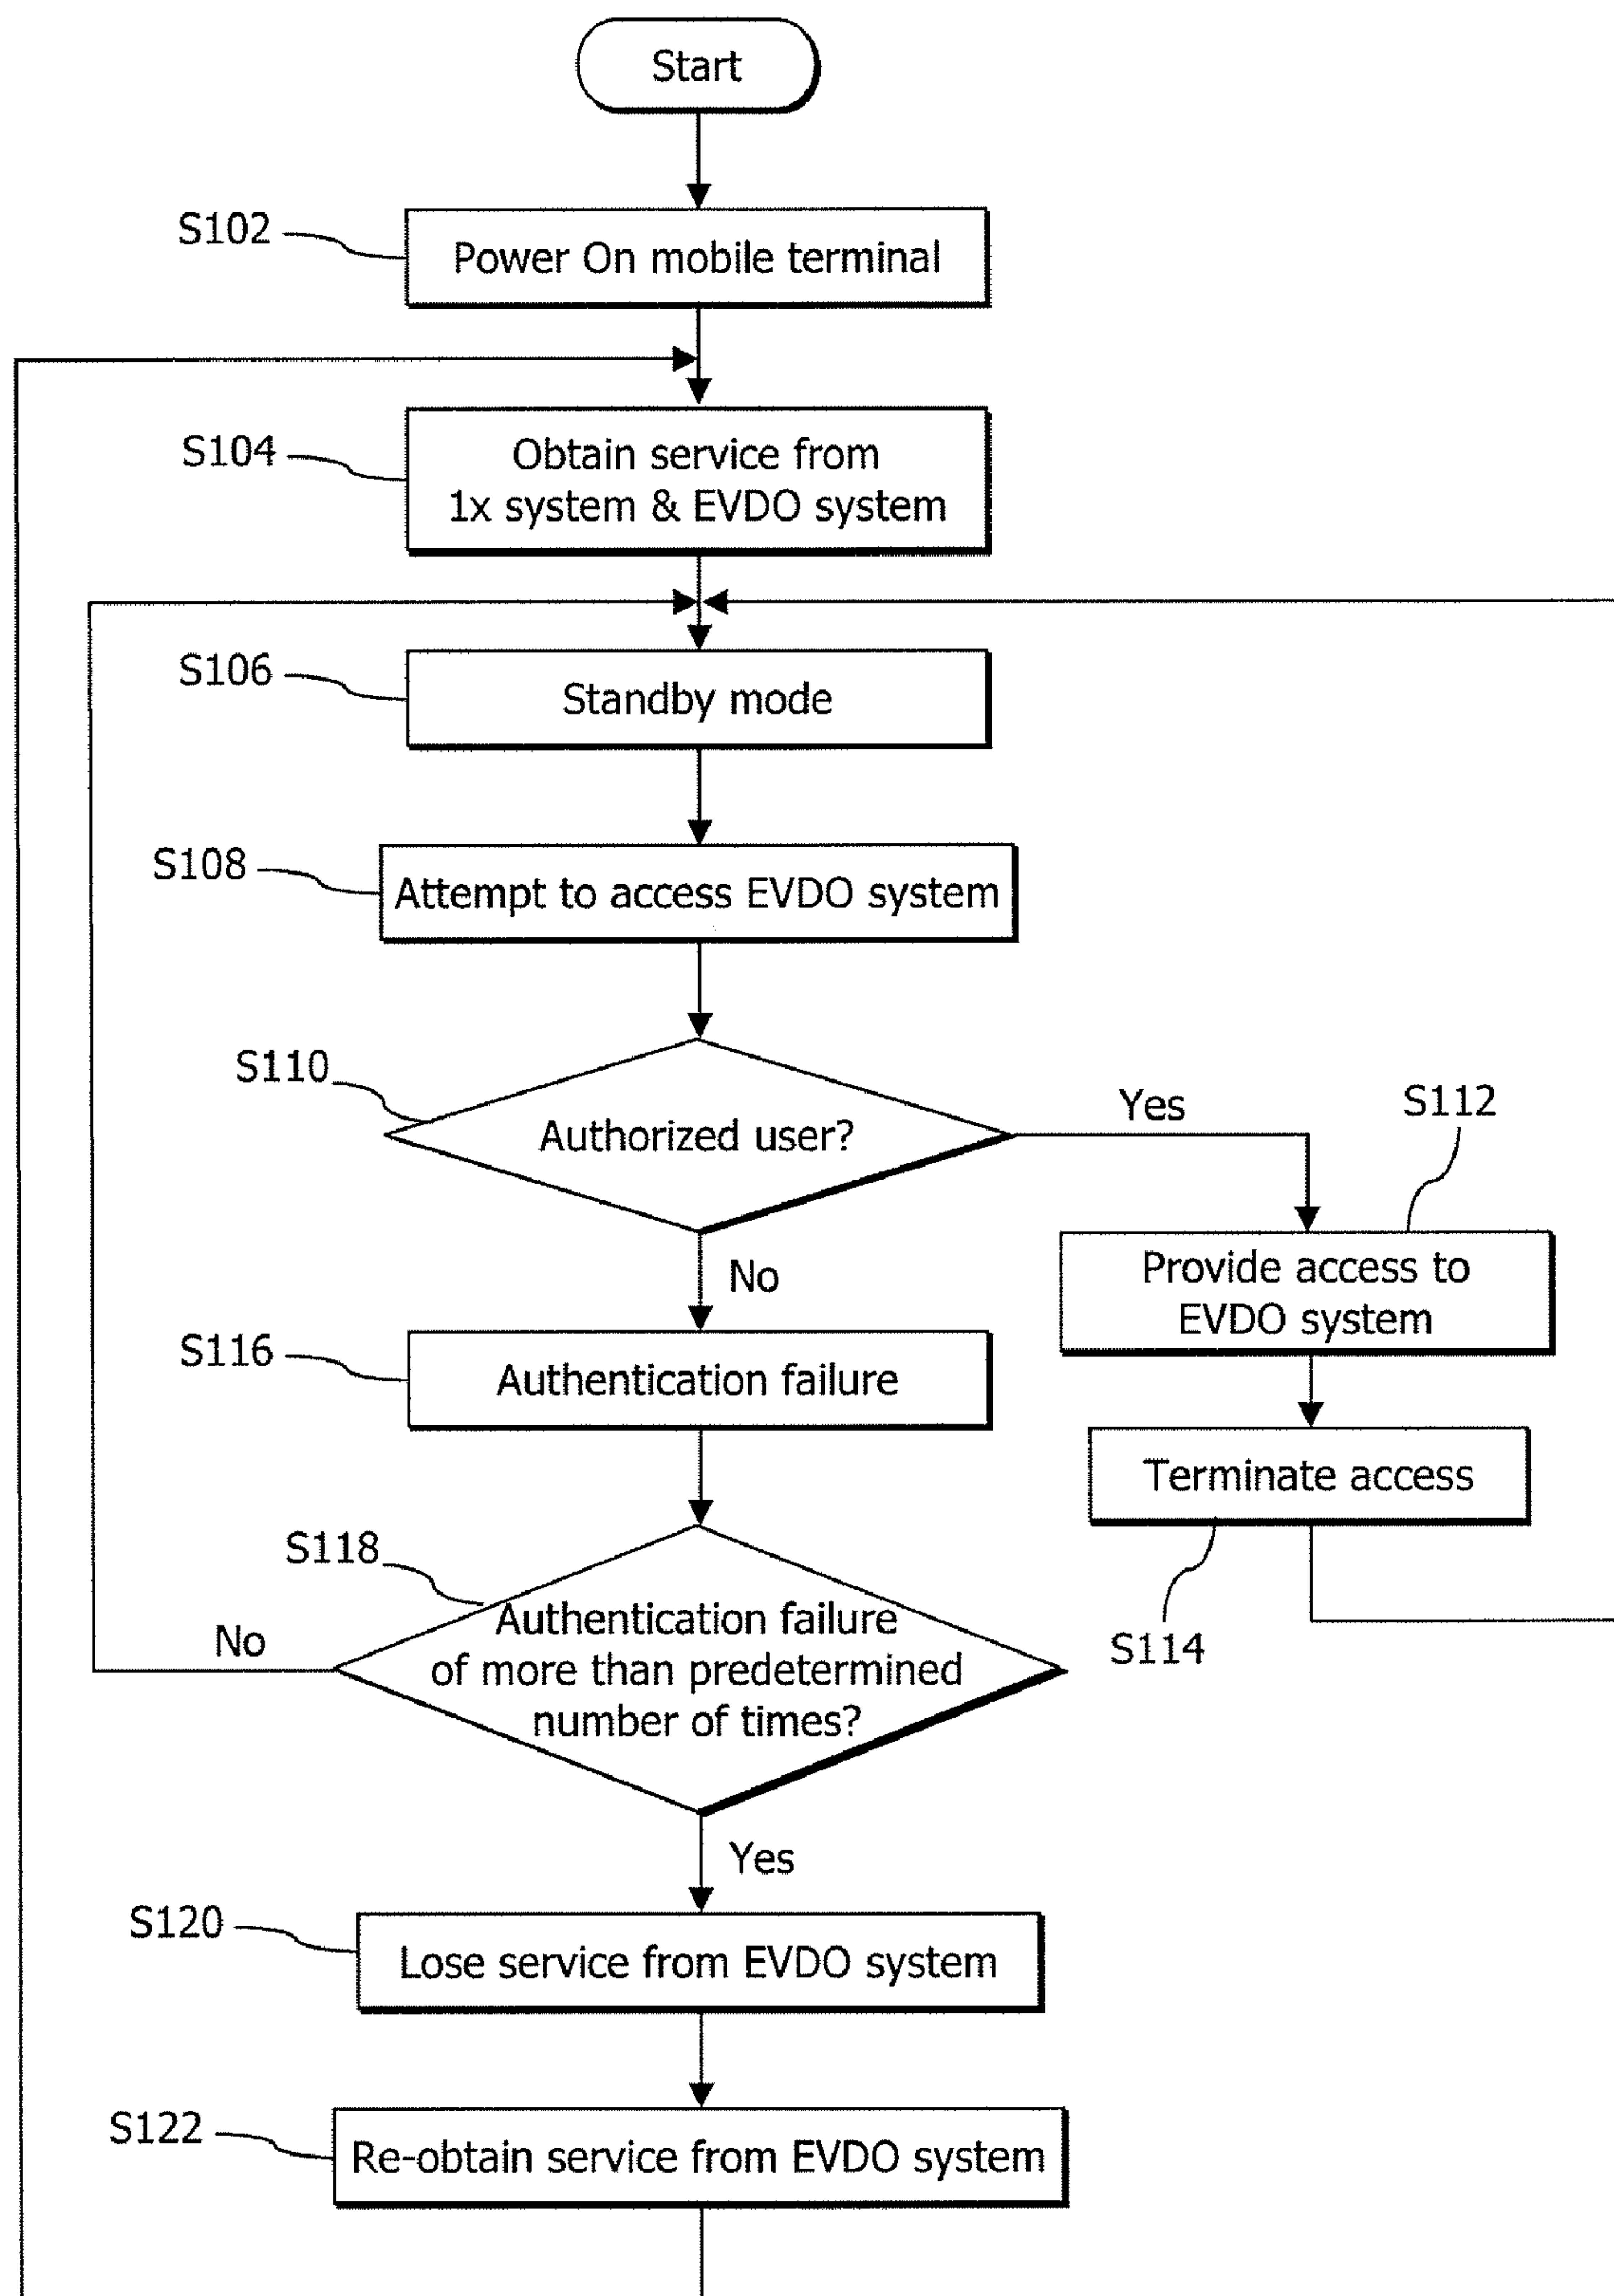 Start
S102
Power On mobile terminal
S104
Obtain service from
1x system & EVDO system
S106
Standby mode
S108
Attempt to access EVDO system
S110
Authorized user?
Yes
S112
No
Provide access to
EVDO system
S116
Authentication failure
Terminate access
S114
S118
Authentication failure
of more than predetermined
number of times?
No
Yes
S120
Lose service from EVDO system
S122
Re-obtain service from EVDO system